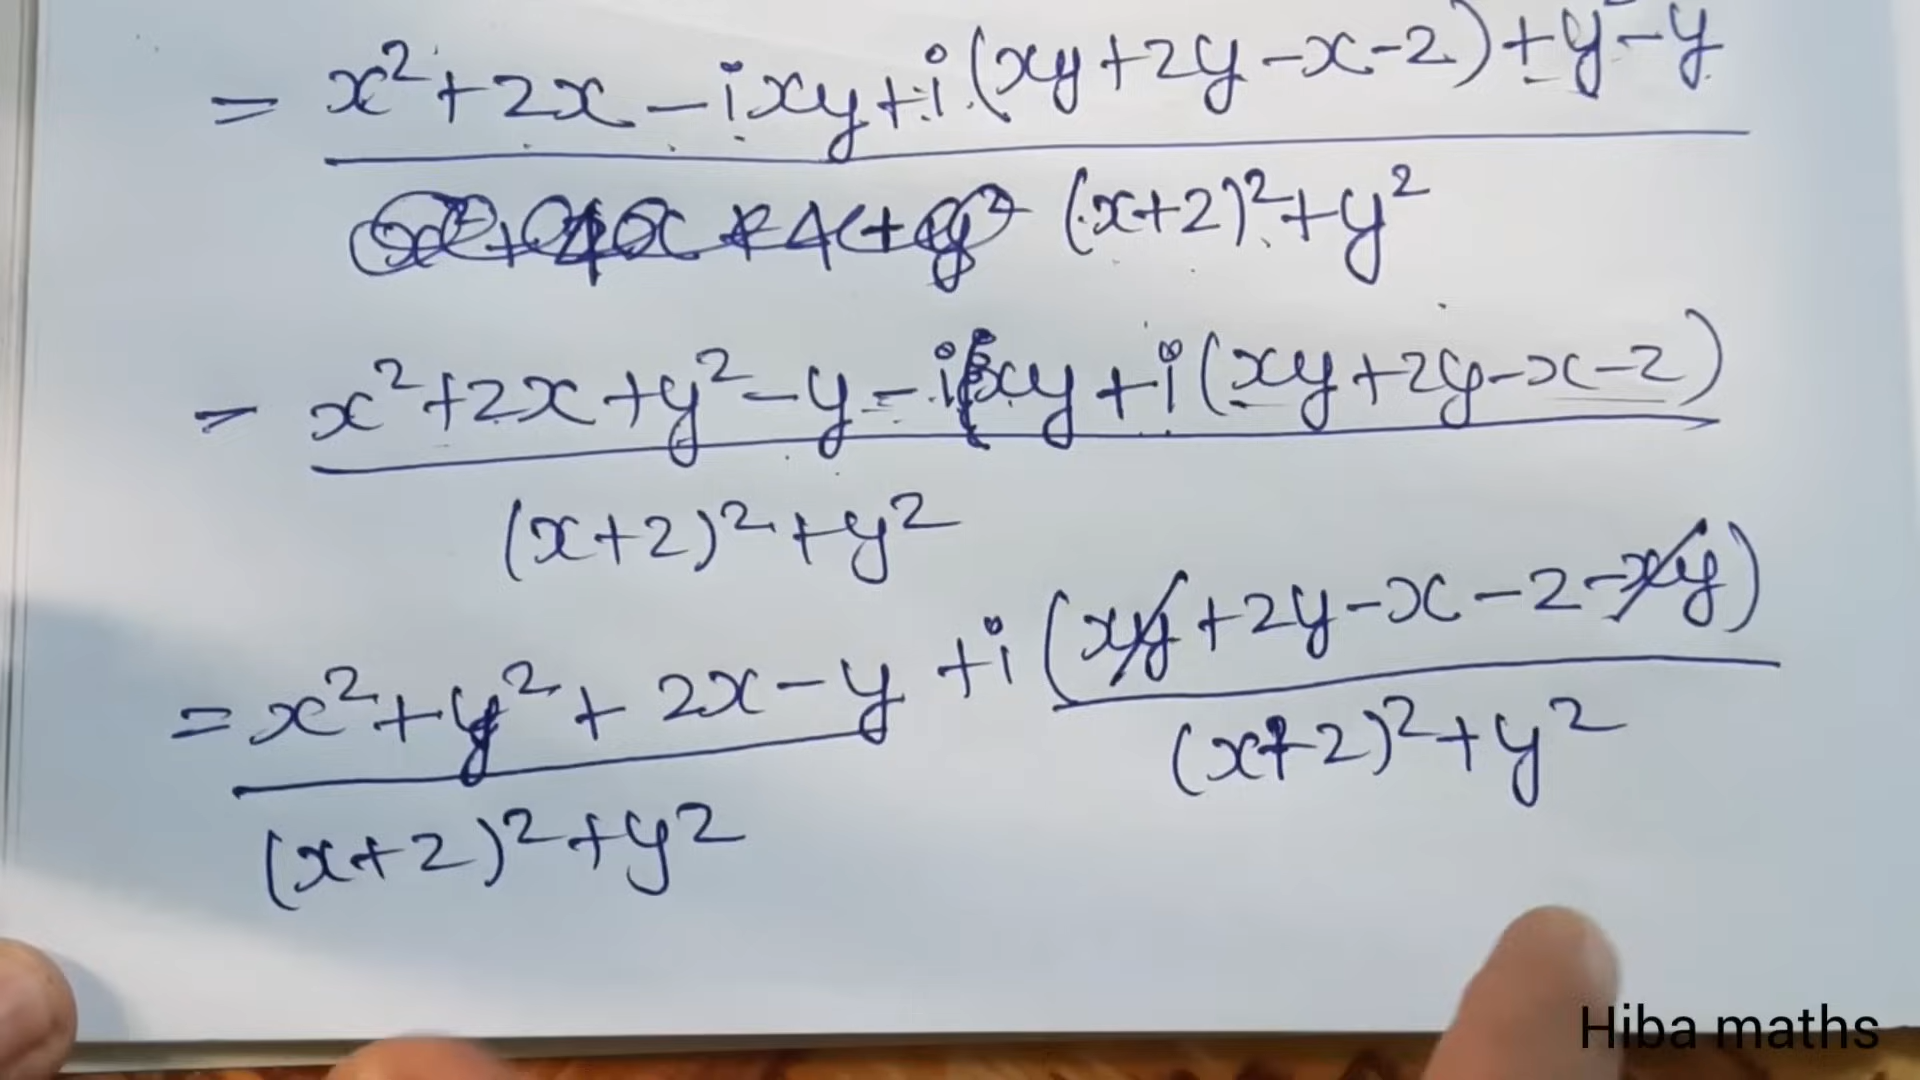 = x² + 2x - ixy + i(xy + 2y - x - 2) + y² - y
(x+2)² + y²
= x² + 2x + y² - y - ixy + i(xy + 2y - x - 2)
(x+2)² + y²
= x² + y² + 2x - y + i(xy + 2y - x - 2 - xy)
(x+2)² + y² (x+2)² + y²
Hiba maths